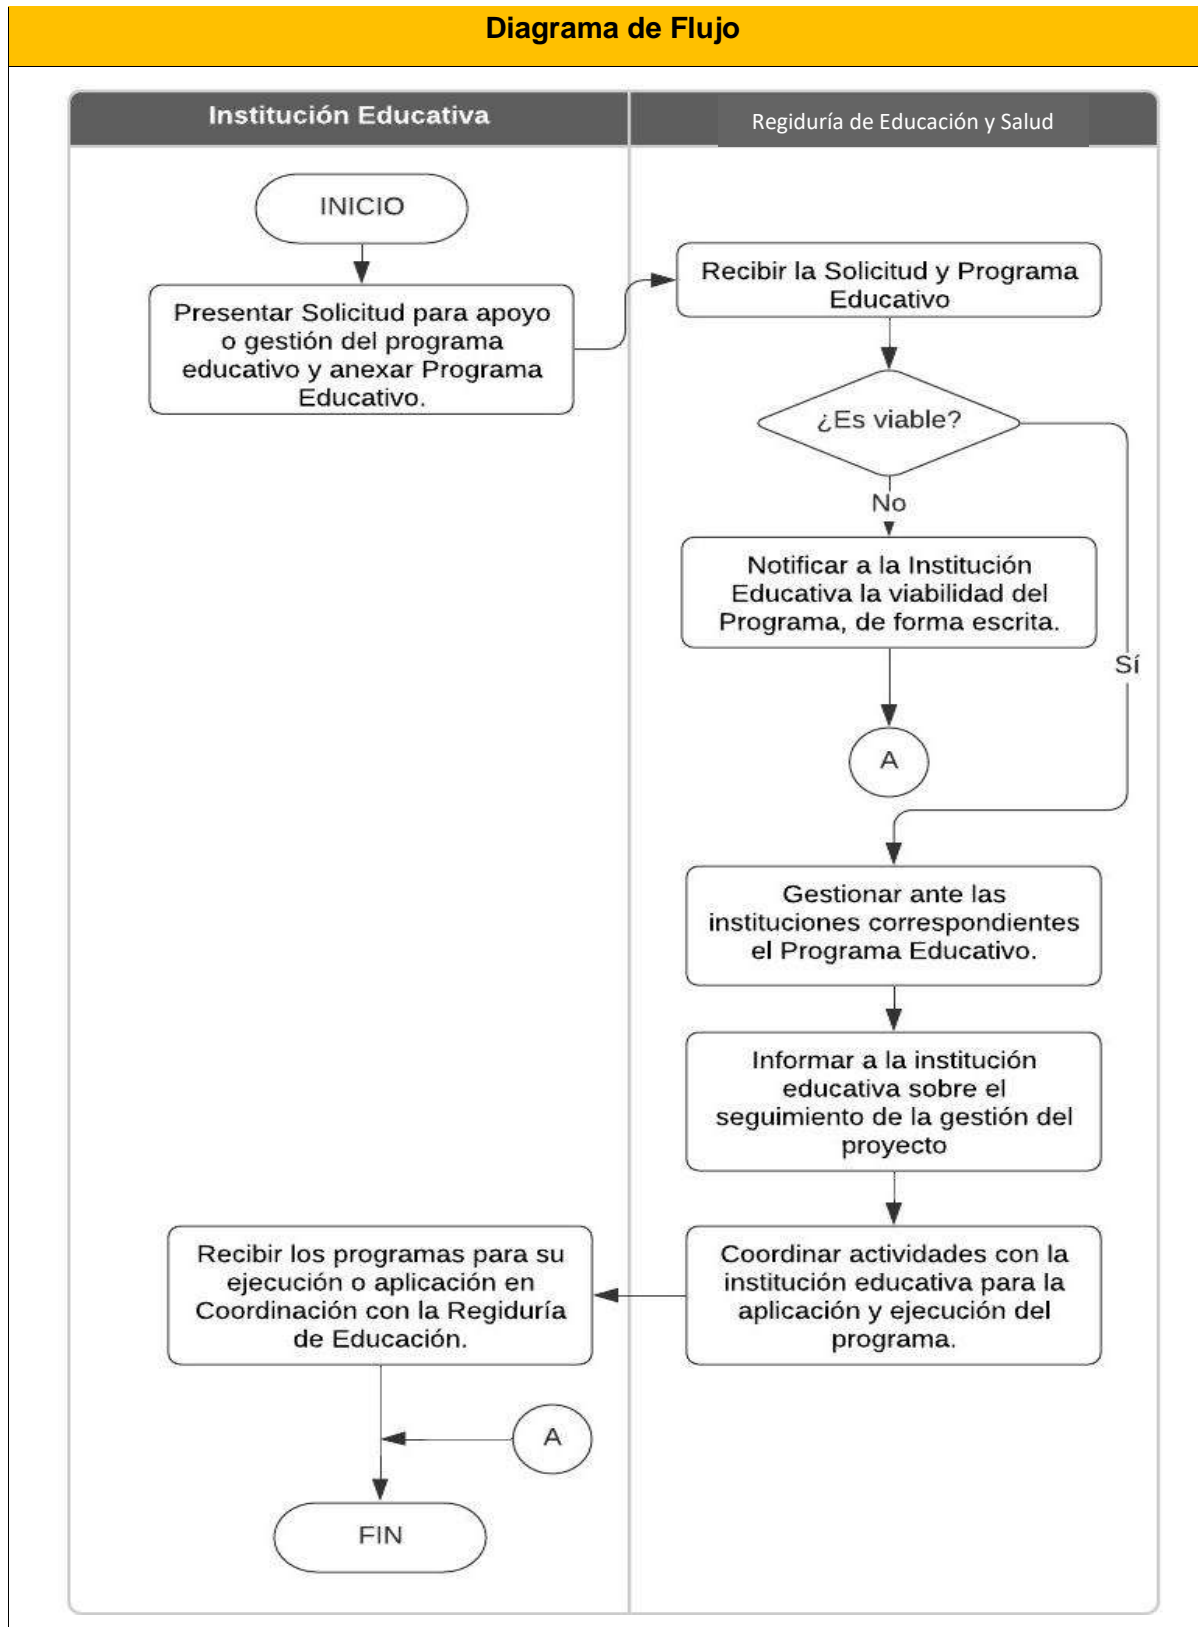 Diagrama de Flujo
Institución Educativa
Regiduría de Educación y Salud
INICIO
Presentar Solicitud para apoyo
o gestión del programa
educativo y anexar Programa
Educativo.
Recibir la Solicitud y Programa
Educativo
¿Es viable?
No
Notificar a la Institución
Educativa la viabilidad del
Programa, de forma escrita.
Sí
A
Gestionar ante las
instituciones correspondientes
el Programa Educativo.
Informar a la institución
educativa sobre el
seguimiento de la gestión del
proyecto
Coordinar actividades con la
institución educativa para la
aplicación y ejecución del
programa.
Recibir los programas para su
ejecución o aplicación en
Coordinación con la Regiduría
de Educación.
A
FIN